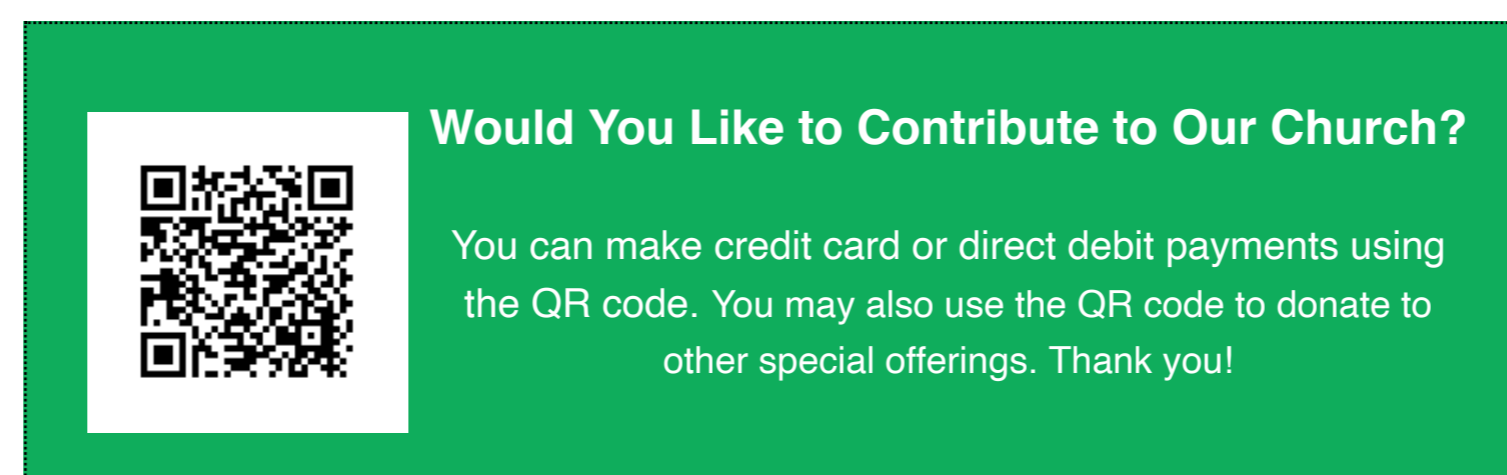 Would You Like to Contribute to Our Church?
You can make credit card or direct debit payments using
the QR code. You may also use the QR code to donate to
other special offerings. Thank you!